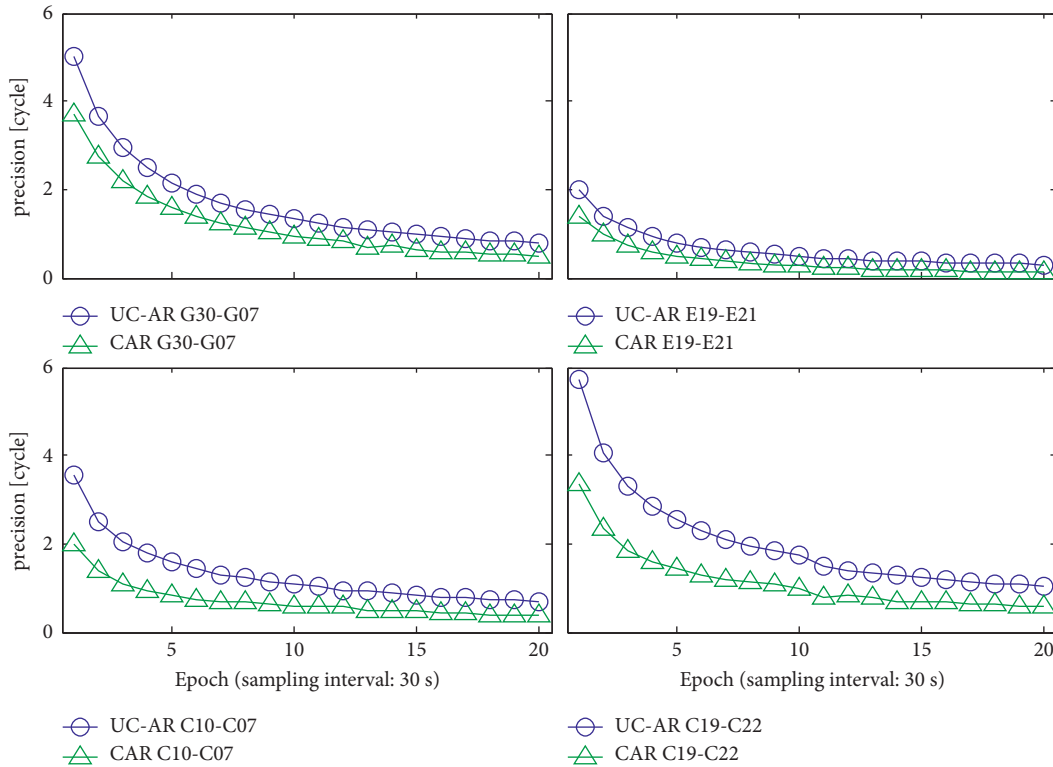 6
4
2
0
precision [cycle]
UC-AR G30-G07
CAR G30-G07
UC-AR E19-E21
CAR E19-E21
6
4
2
0
precision [cycle]
5 10 15 20
Epoch (sampling interval: 30 s)
5 10 15 20
Epoch (sampling interval: 30 s)
UC-AR C10-C07
CAR C10-C07
UC-AR C19-C22
CAR C19-C22